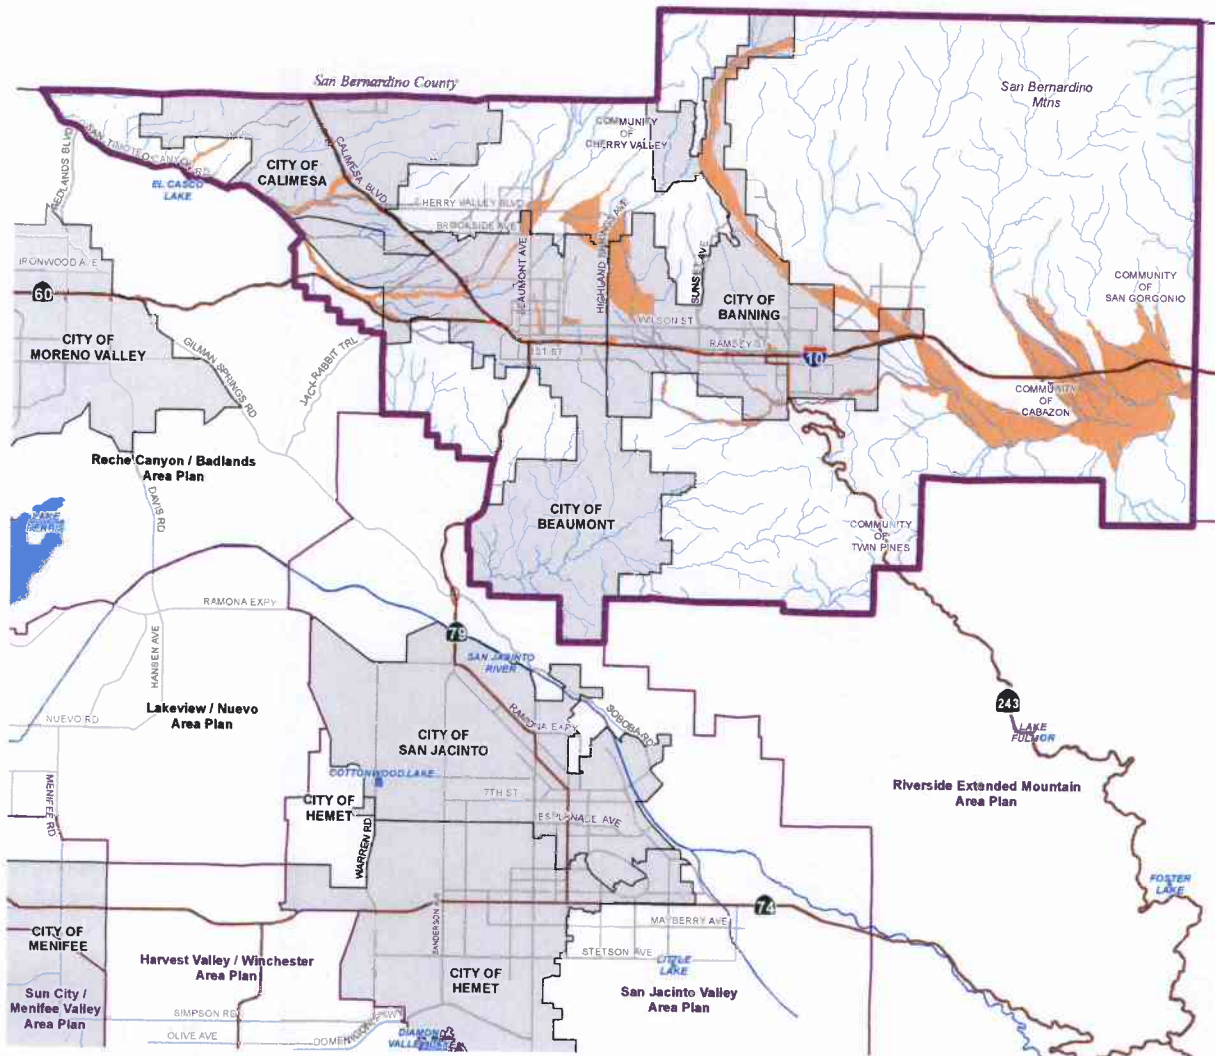 San Bernardino County
San Bernardino
Mtns
COMMUNITY
OF
CHERRY VALLEY
REDLANDS BLVD
CITY OF
CALIMESA
CALIMESA BLVD
EL CASCO
LAKE
CHERRY VALLEY BLVD
BROOKSIDE AVE
IRONWOOD AVE
60
BEAUMONT AVE
SUNSET AVE
CITY OF
BANNING
COMMUNITY
OF
SAN GORGONIO
WILSON ST
RAMSEY ST
1ST ST
10
CITY OF
MORENO VALLEY
GILMAN SPRINGS RD
JACK RABBIT TRL
COMMUNITY
OF
CABAZON
Reche Canyon / Badlands
Area Plan
DAVIS RD
CITY OF
BEAUMONT
COMMUNITY
OF
TWIN PINES
RAMONA EXPY
HANSEN AVE
79
SAN JACINTO
RIVER
243
LAKE
FULMOR
Lakeview / Nuevo
Area Plan
NUEVO RD
RAMONA EXPY
SOBOBA RD
CITY OF
SAN JACINTO
COTTONWOOD LAKE
MENIFEE RD
CITY OF
HEMET
7TH ST
ESPLANADE AVE
WARREN RD
Riverside Extended Mountain
Area Plan
FOSTER
LAKE
SANDERSON AVE
74
MAYBERRY AVE
STETSON AVE
LITTLE
LAKE
CITY OF
MENIFEE
Harvest Valley / Winchester
Area Plan
CITY OF
HEMET
San Jacinto Valley
Area Plan
Sun City /
Menifee Valley
Area Plan
SIMPSON RD
OLIVE AVE